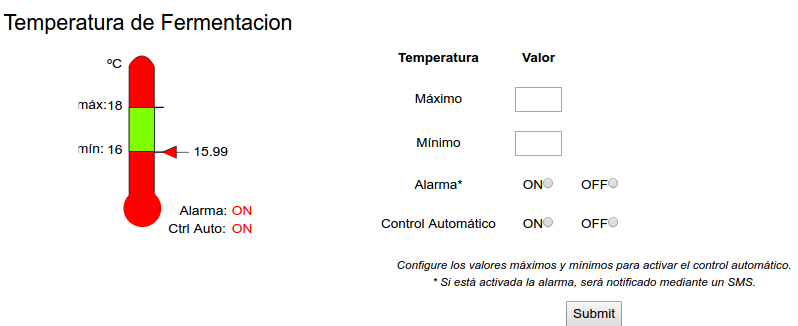 Temperatura de Fermentacion
ºC
máx:18
mín: 16
15.99
Alarma: ON
Ctrl Auto: ON
Temperatura Valor
Máximo
Mínimo
Alarma* ON OFF
Control Automático ON OFF
Configure los valores máximos y mínimos para activar el control automático.
* Si está activada la alarma, será notificado mediante un SMS.
Submit